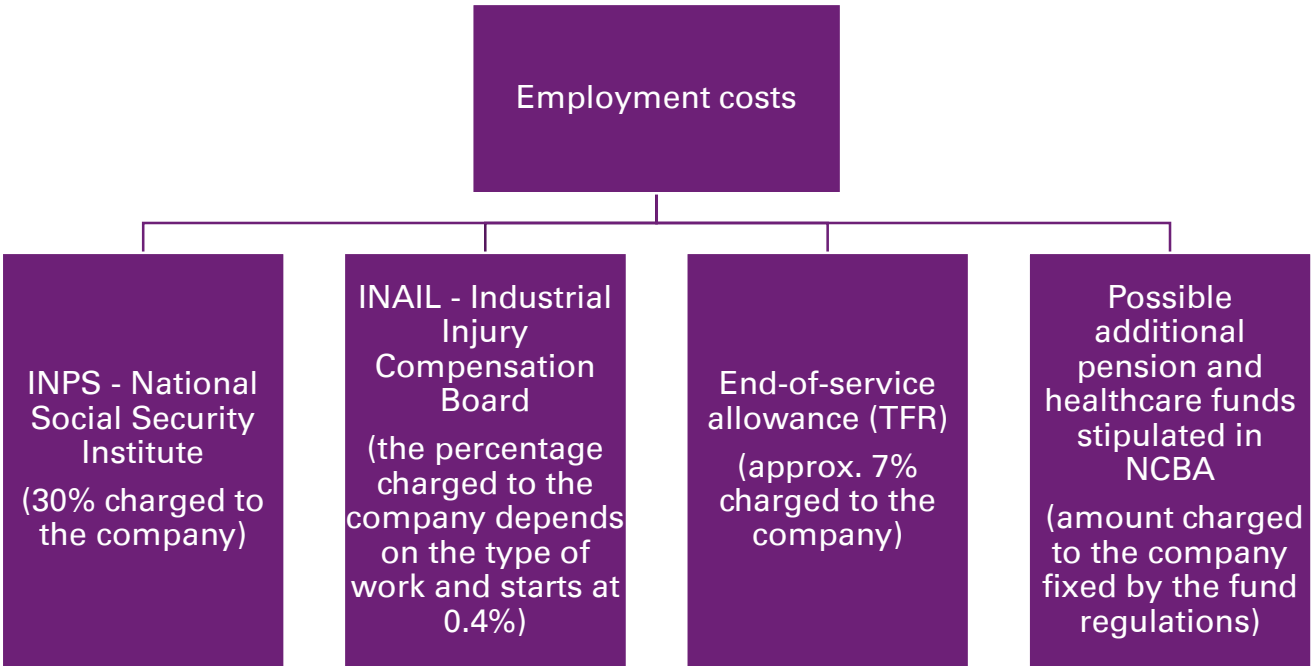 Employment costs
INPS - National
Social Security
Institute
(30% charged to
the company)
INAIL - Industrial
Injury
Compensation
Board
(the percentage
charged to the
company depends
on the type of
work and starts at
0.4%)
End-of-service
allowance (TFR)
(approx. 7%
charged to the
company)
Possible
additional
pension and
healthcare funds
stipulated in
NCBA
(amount charged
to the company
fixed by the fund
regulations)